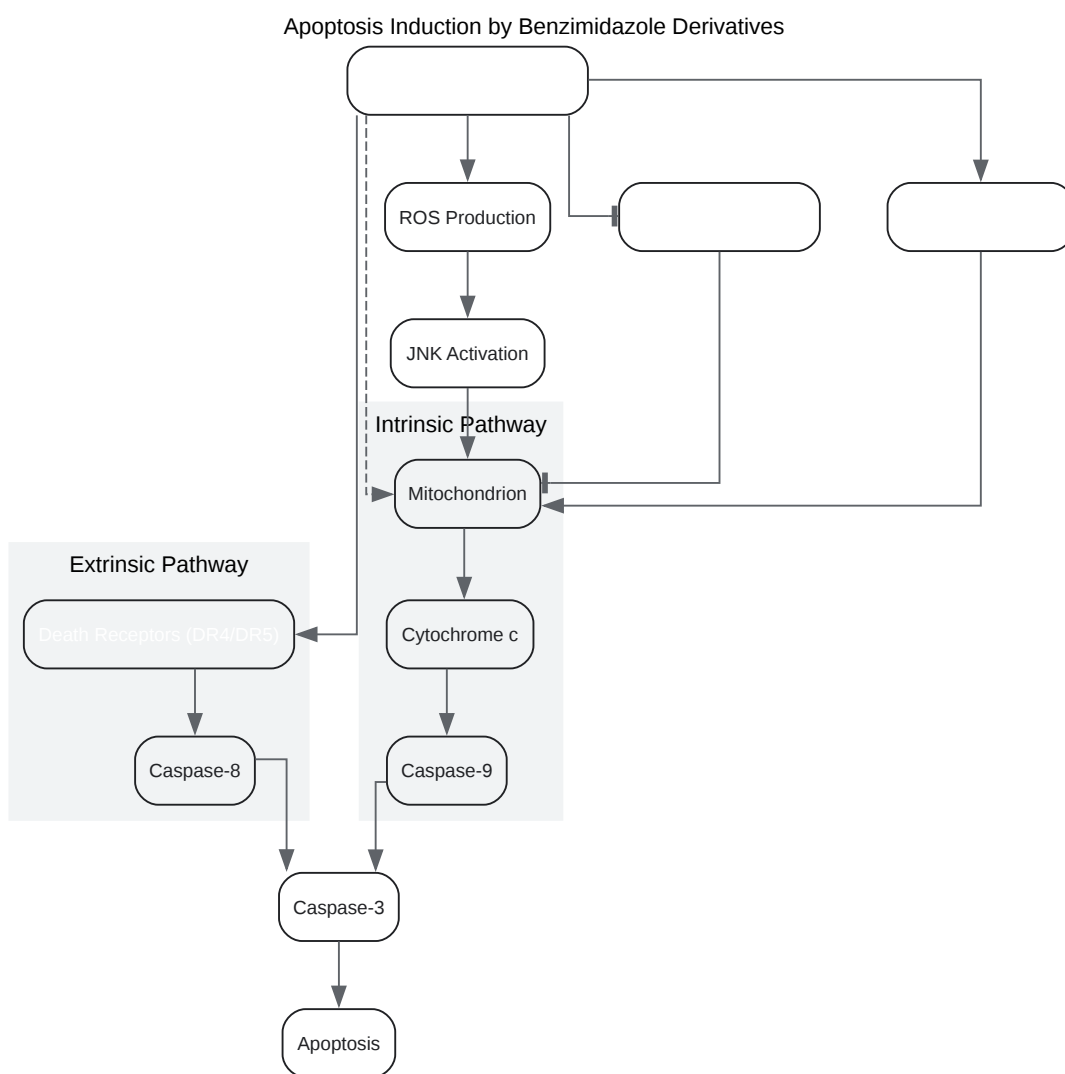 Apoptosis Induction by Benzimidazole Derivatives
ROS Production
JNK Activation
Intrinsic Pathway
Mitochondrion
Extrinsic Pathway
Death Receptors (DR4/DR5)
Cytochrome c
Caspase-8
Caspase-9
Caspase-3
Apoptosis